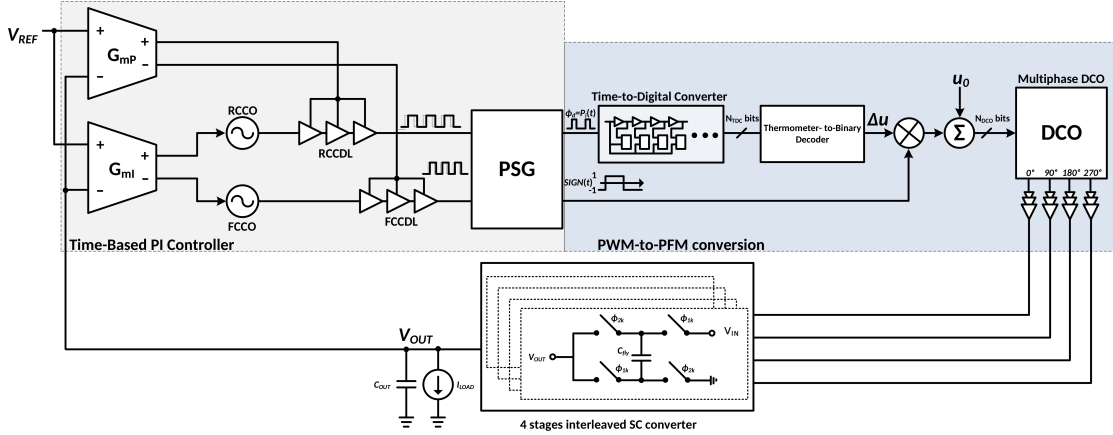 V_REF
+
−
G_mP
+
−
+
−
G_mI
+
−
RCCO
FCCO
RCCDL
FCCDL
Time-Based PI Controller
PSG
ϕ_d=P_i(t)
SIGN(t)
1
-1
Time-to-Digital Converter
N_TDC bits
Thermometer- to-Binary
Decoder
Δu
u_0
Σ
N_DCO bits
Multiphase DCO
DCO
0° 90° 180° 270°
PWM-to-PFM conversion
V_OUT
C_OUT
I_LOAD
V_OUT
ϕ_2k
ϕ_1k
V_IN
C_fly
ϕ_1k
ϕ_2k
4 stages interleaved SC converter